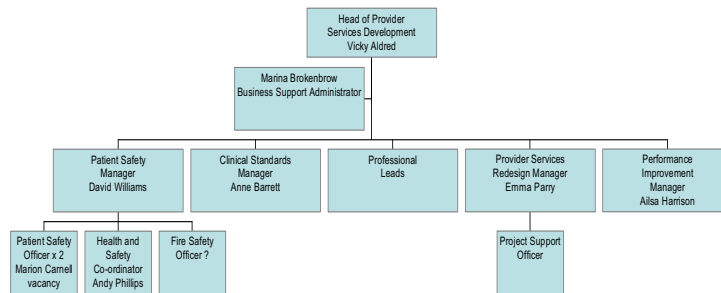 Head of Provider
Services Development
Vicky Aldred
Marina Brokenbrow
Business Support Administrator
Patient Safety
Manager
David Williams
Clinical Standards
Manager
Anne Barrett
Professional
Leads
Provider Services
Redesign Manager
Emma Parry
Performance
Improvement
Manager
Ailsa Harrison
Patient Safety
Officer x 2
Marion Carnell
vacancy
Health and
Safety
Co-ordinator
Andy Phillips
Fire Safety
Officer ?
Project Support
Officer